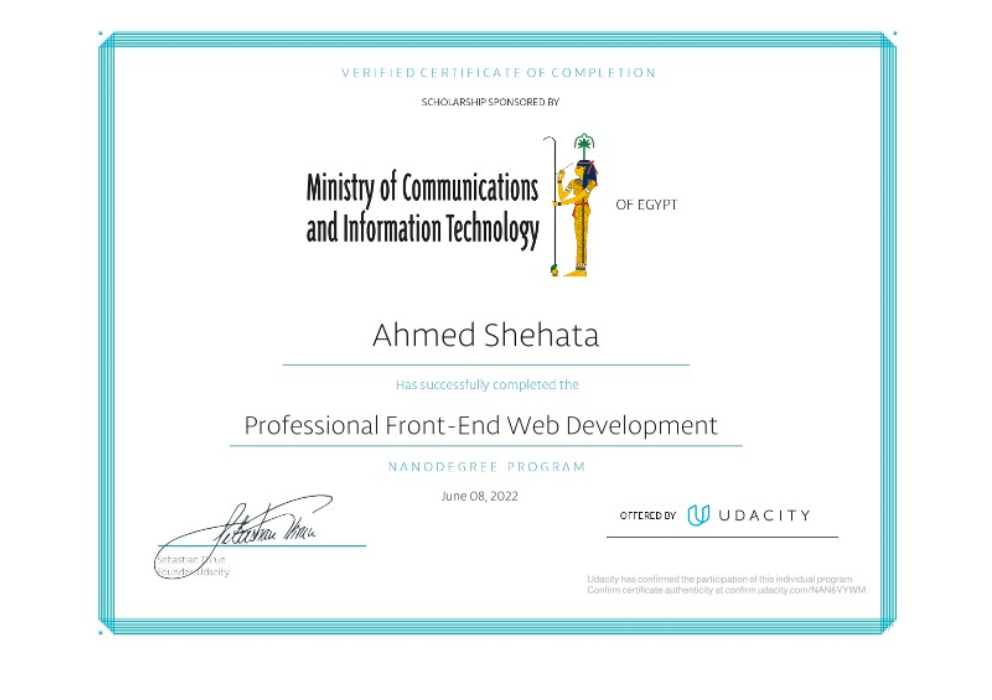 VERIFIED CERTIFICATE OF COMPLETION
SCHOLARSHIP SPONSORED BY
Ministry of Communications
and Information Technology
OF EGYPT
Ahmed Shehata
Has successfully completed the
Professional Front-End Web Development
NANODEGREE PROGRAM
June 08, 2022
OFFERED BY UDACITY
Sebastian Thrun
Sebastian Thrun
Founder, Udacity
Udacity has confirmed the participation of this individual program.
Confirm certificate authenticity at confirm.udacity.com/NAN6VYWM